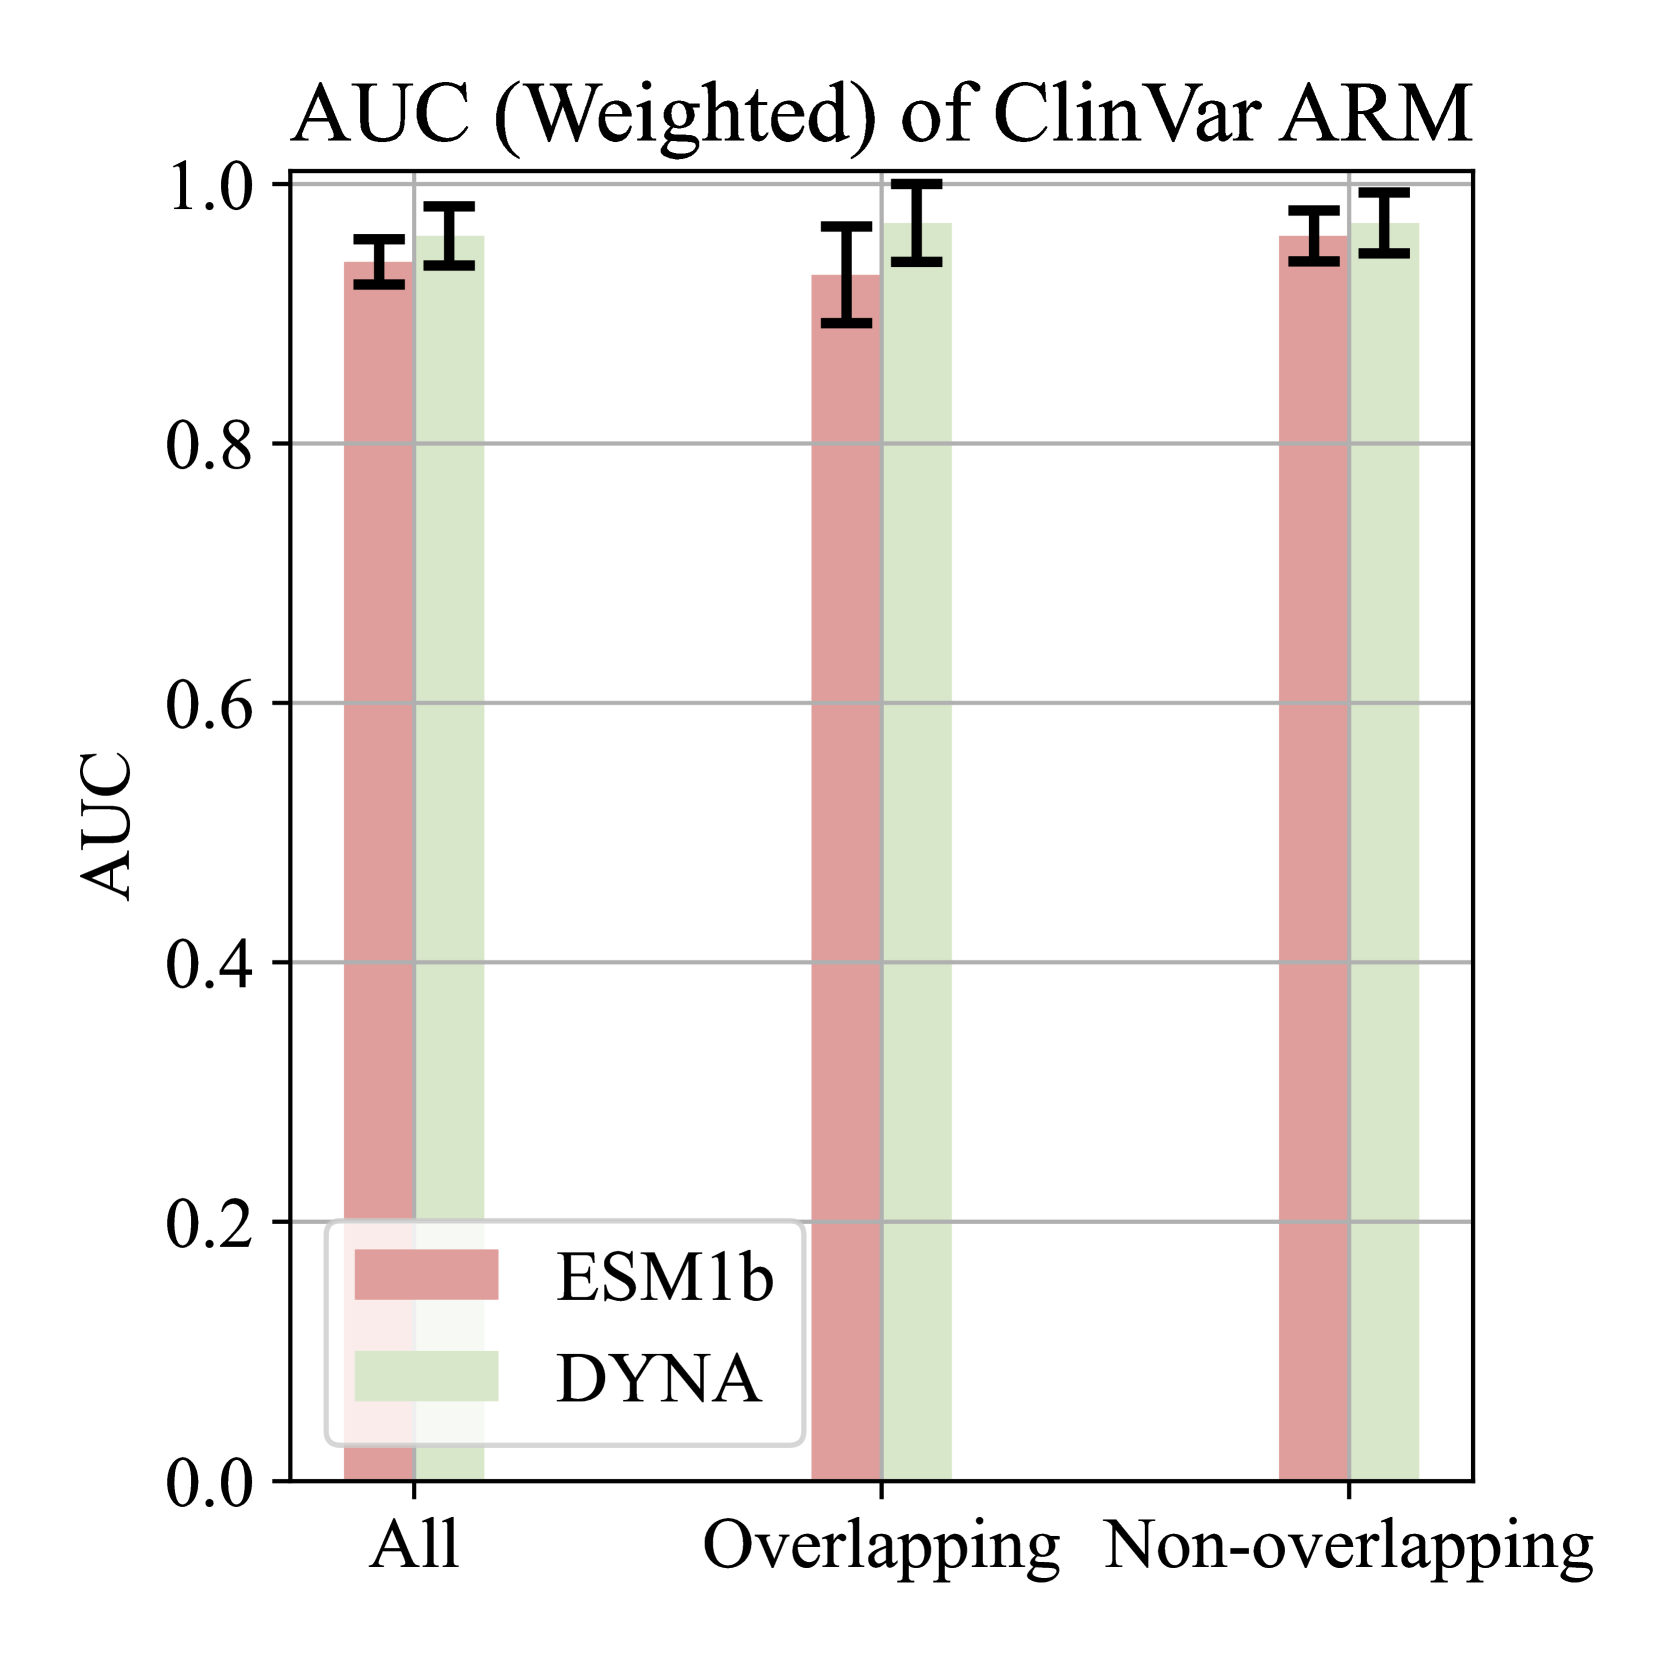 AUC (Weighted) of ClinVar ARM
1.0
0.8
0.6
0.4
0.2
0.0
AUC
ESM1b
DYNA
All
Overlapping
Non-overlapping